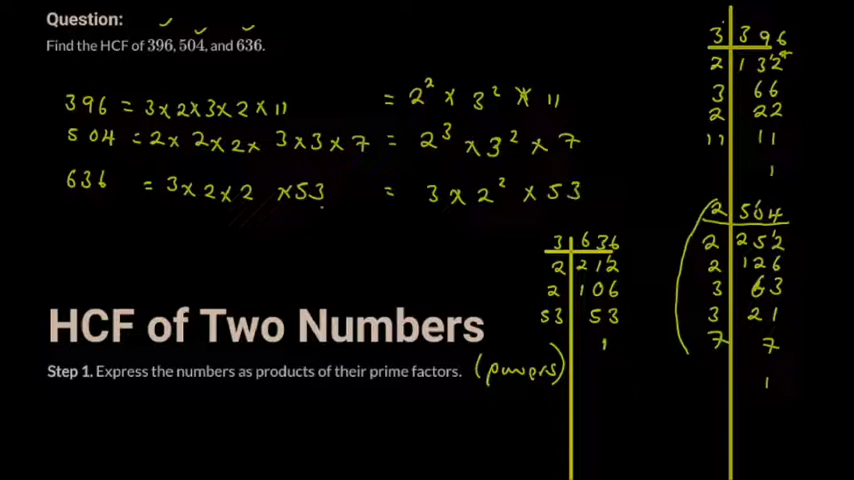 Question:
Find the HCF of 396, 504, and 636.
396 = 3 × 2 × 3 × 2 × 11 = 2² × 3² × 11
504 = 2 × 2 × 2 × 3 × 3 × 7 = 2³ × 3² × 7
636 = 3 × 2 × 2 × 53 = 3 × 2² × 53
HCF of Two Numbers
Step 1. Express the numbers as products of their prime factors. (powers)
3 636
2 212
2 106
53 53
1
3 396
2 132
3 66
2 22
11 11
1
2 504
2 252
2 126
3 63
3 21
7 7
1